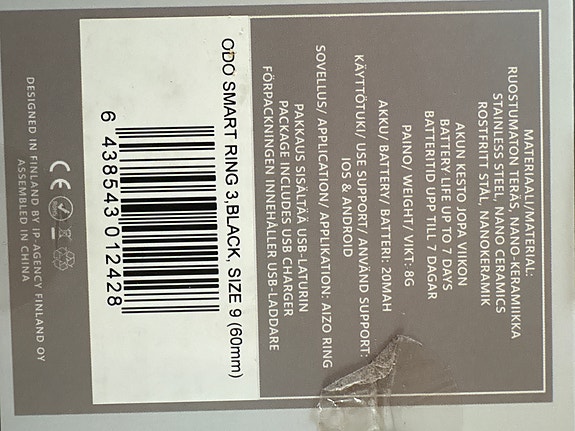 MATERIAALI/MATERIAL:
RUOSTUMATON TERÄS, NANO-KERAMIIKKA
STAINLESS STEEL, NANO CERAMICS
ROSTFRITT STÅL, NANOKERAMIK
AKUN KESTO JOPA VIIKON
BATTERY LIFE UP TO 7 DAYS
BATTERITID UPP TILL 7 DAGAR
PAINO/ WEIGHT/ VIKT: 8G
AKKU/ BATTERY/ BATTERI: 20MAH
KÄYTTÖTUKI/ USE SUPPORT/ ANVÄND SUPPORT:
IOS & ANDROID
SOVELLUS/ APPLICATION/ APPLIKATION: AIZO RING
PAKKAUS SISÄLTÄÄ USB-LATURIN
PACKAGE INCLUDES USB CHARGER
FÖRPACKNINGEN INNEHÅLLER USB-LADDARE
ODO SMART RING 3,BLACK, SIZE 9 (60mm)
6 438543 012428
CE
DESIGNED IN FINLAND BY IP AGENCY FINLAND OY
ASSEMBLED IN CHINA